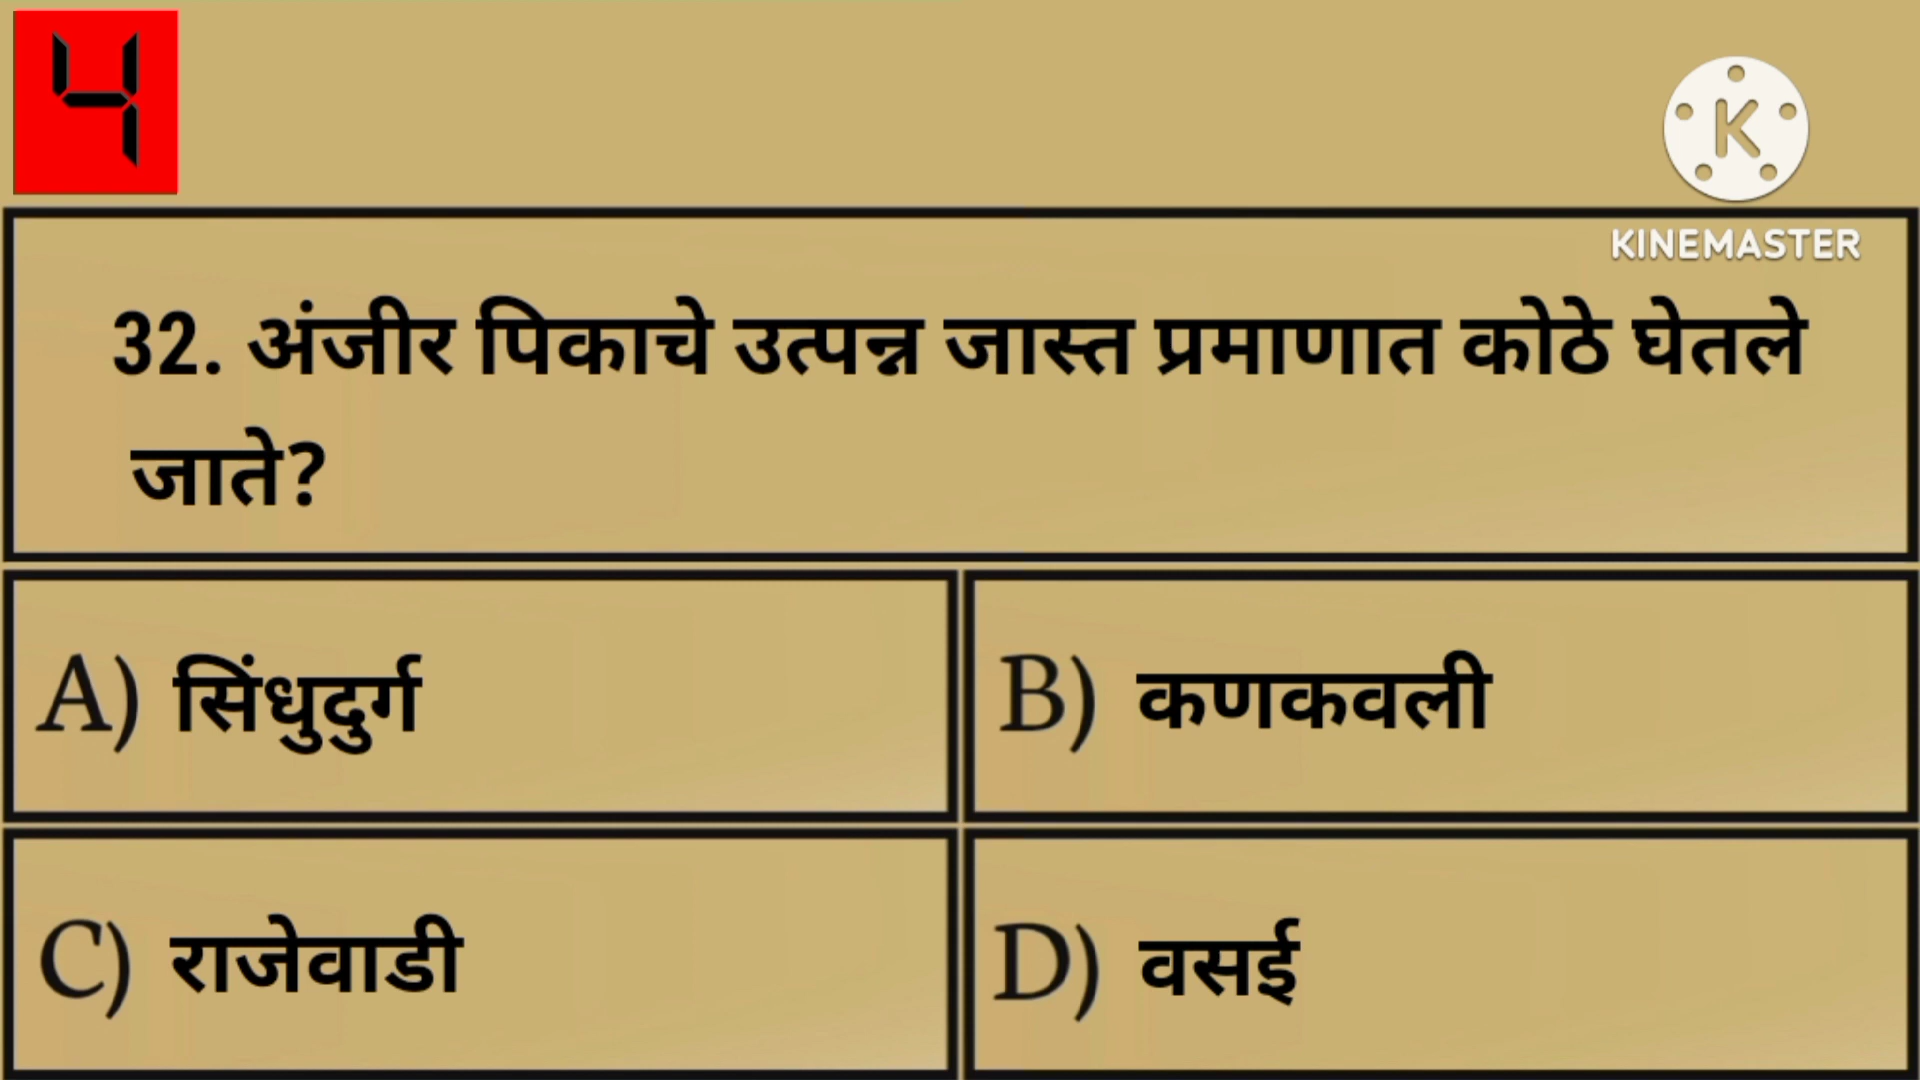 4
K
KINEMASTER
32. अंजीर पिकाचे उत्पन्न जास्त प्रमाणात कोठे घेतले
जाते?
A) सिंधुदुर्ग
B) कणकवली
C) राजेवाडी
D) वसई